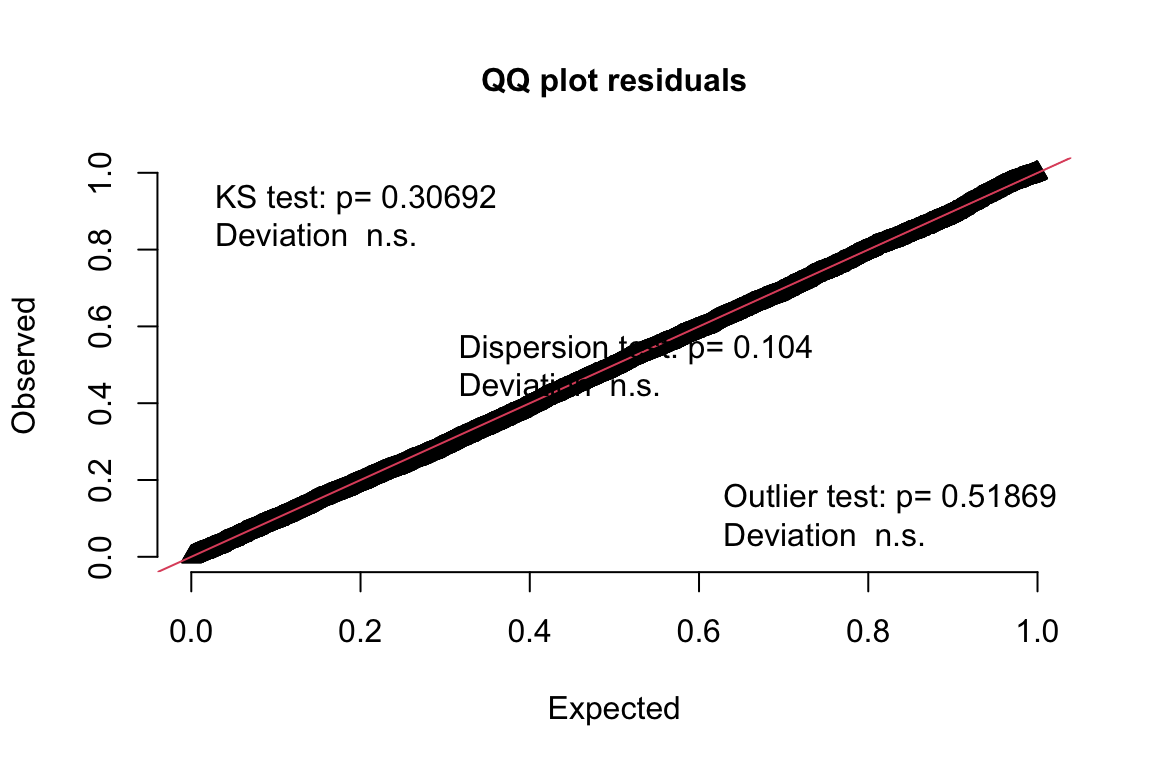 QQ plot residuals
KS test: p= 0.30692
Deviation  n.s.
Dispersion test: p= 0.104
Deviation  n.s.
Outlier test: p= 0.51869
Deviation  n.s.
Observed
0.0 0.2 0.4 0.6 0.8 1.0
0.0 0.2 0.4 0.6 0.8 1.0
Expected